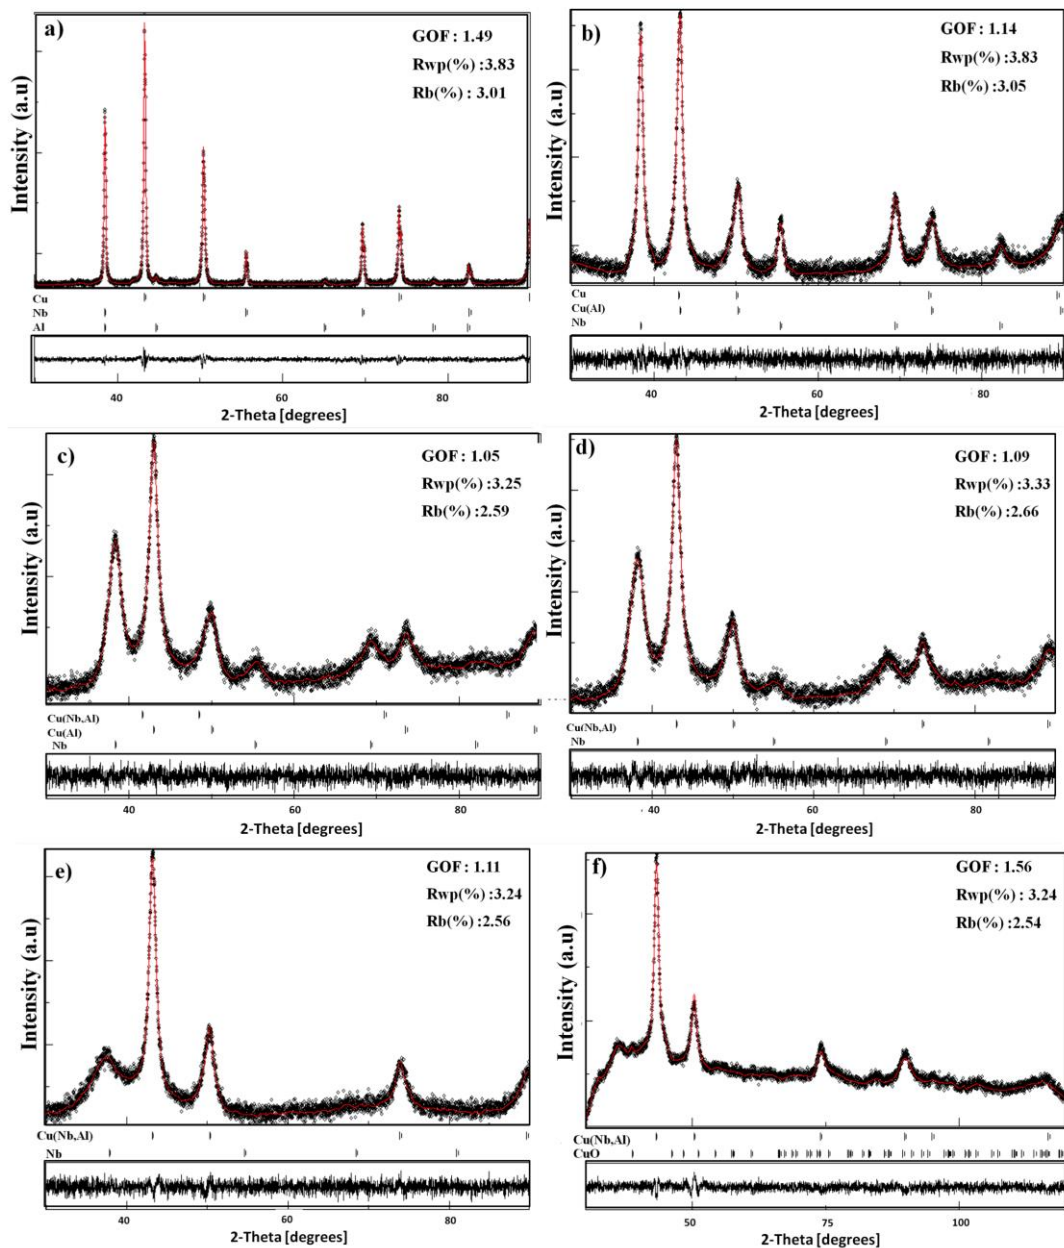 a)
GOF : 1.49
Rwp(%) :3.83
Rb(%) : 3.01
Intensity (a.u)
Cu
Nb
Al
40 60 80
2-Theta [degrees]
b)
GOF : 1.14
Rwp(%) :3.83
Rb(%) :3.05
Intensity (a.u)
Cu
Cu(Al)
Nb
40 60 80
2-Theta [degrees]
c)
GOF : 1.05
Rwp(%) :3.25
Rb(%) :2.59
Intensity (a.u)
Cu(Nb,Al)
Cu(Al)
Nb
40 60 80
2-Theta [degrees]
d)
GOF : 1.09
Rwp(%) :3.33
Rb(%) :2.66
Intensity (a.u)
Cu(Nb,Al)
Nb
40 60 80
2-Theta [degrees]
e)
GOF : 1.11
Rwp(%) :3.24
Rb(%) :2.56
Intensity (a.u)
Cu(Nb,Al)
Nb
40 60 80
2-Theta [degrees]
f)
GOF : 1.56
Rwp(%) : 3.24
Rb(%) :2.54
Intensity (a.u)
Cu(Nb,Al)
CuO
50 75 100
2-Theta [degrees]